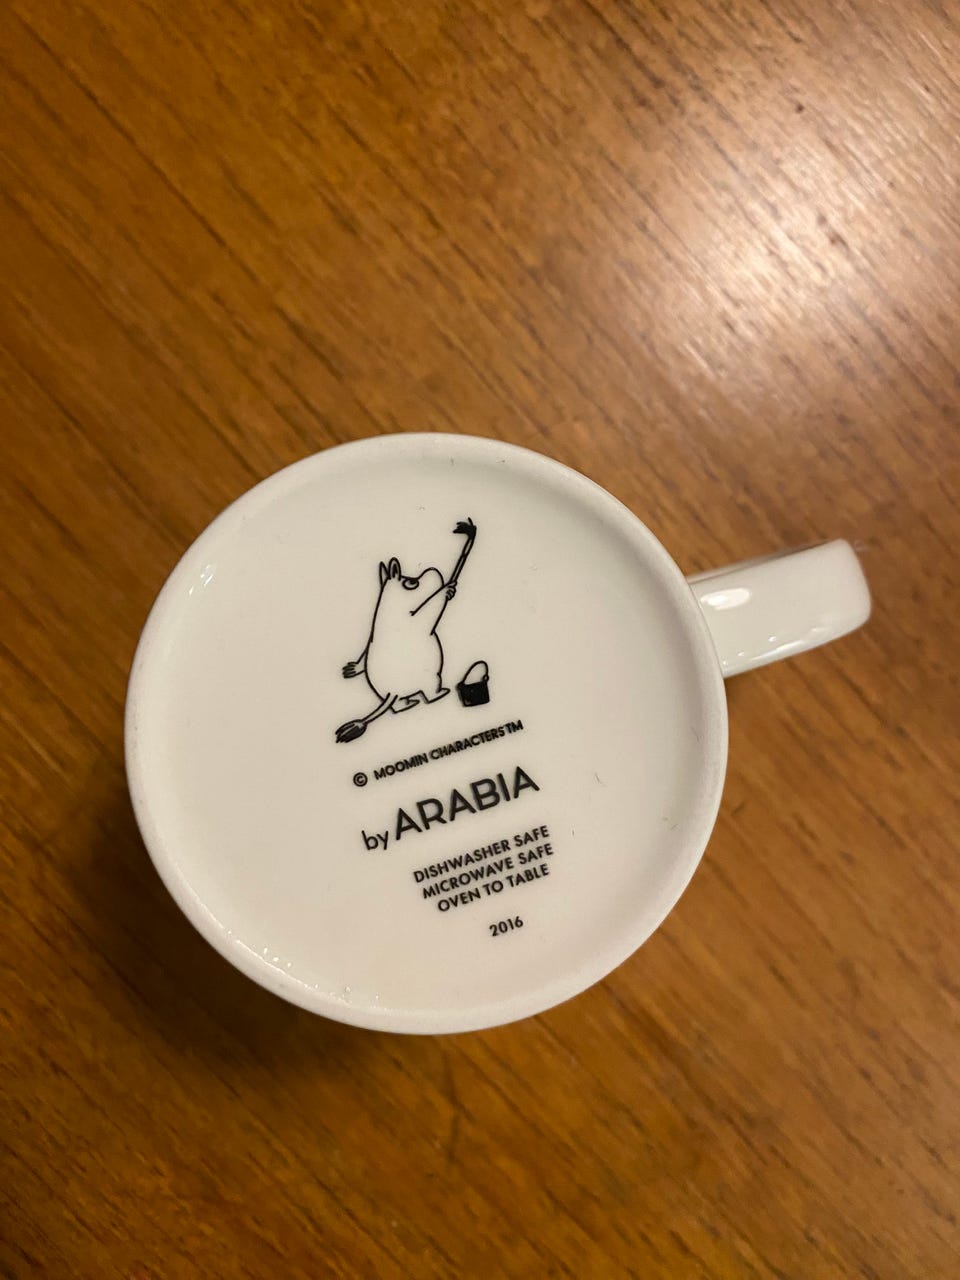 © MOOMIN CHARACTERS™
by ARABIA
DISHWASHER SAFE
MICROWAVE SAFE
OVEN TO TABLE
2016